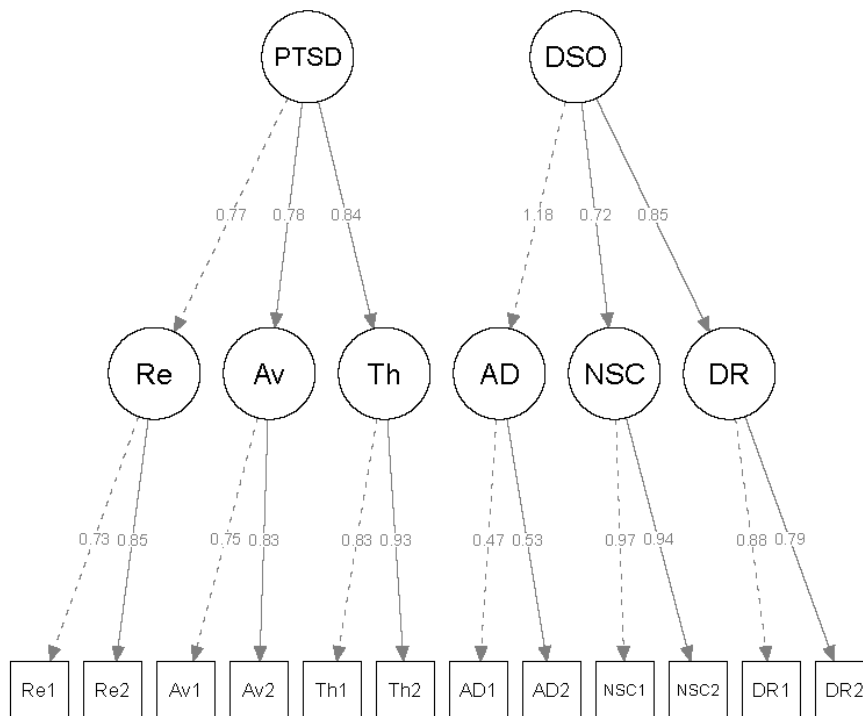 PTSD DSO
0.77 0.78 0.84 1.18 0.72 0.85
Re Av Th AD NSC DR
0.73 0.85 0.75 0.83 0.83 0.93 0.47 0.53 0.97 0.94 0.88 0.79
Re1 Re2 Av1 Av2 Th1 Th2 AD1 AD2 NSC1 NSC2 DR1 DR2